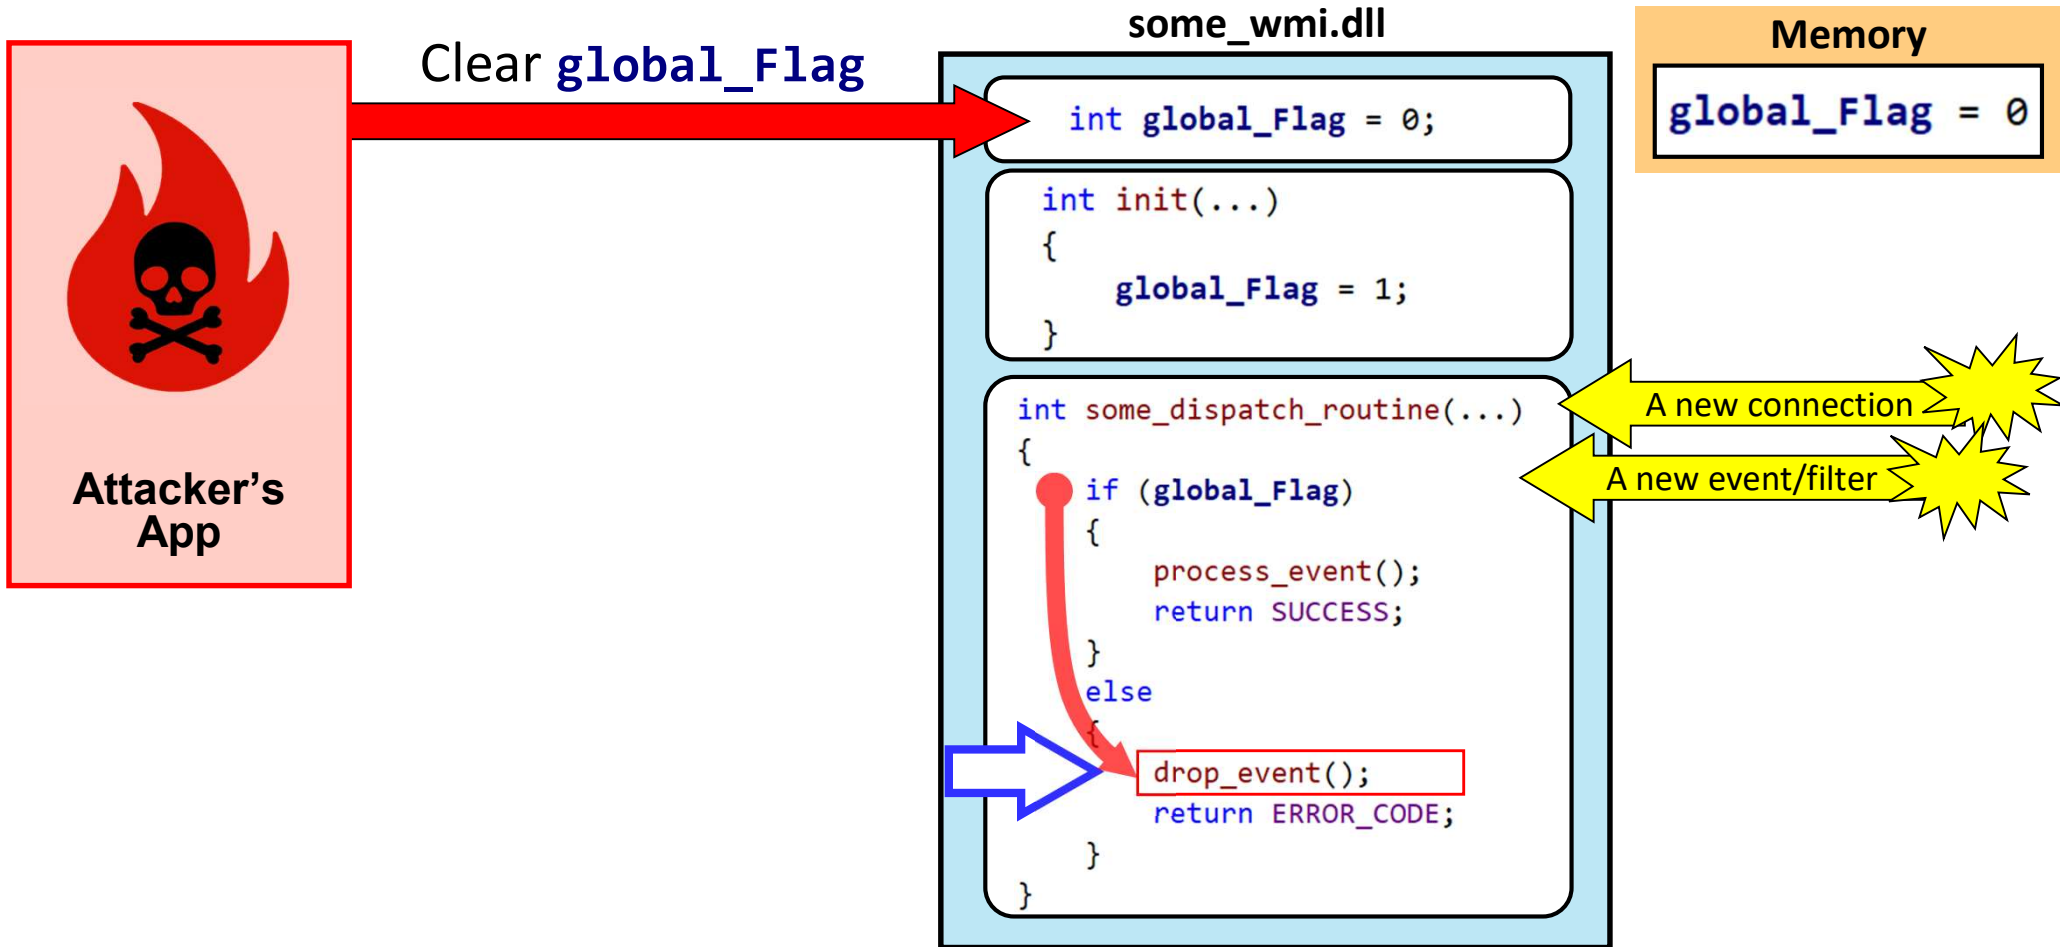 some_wmi.dll
Memory
Clear global_Flag
global_Flag = 0
int global_Flag = 0;
int init(...)
{
global_Flag = 1;
}
Attacker’s
App
int some_dispatch_routine(...)
{
if (global_Flag)
{
process_event();
return SUCCESS;
}
else
{
drop_event();
return ERROR_CODE;
}
}
A new connection
A new event/filter